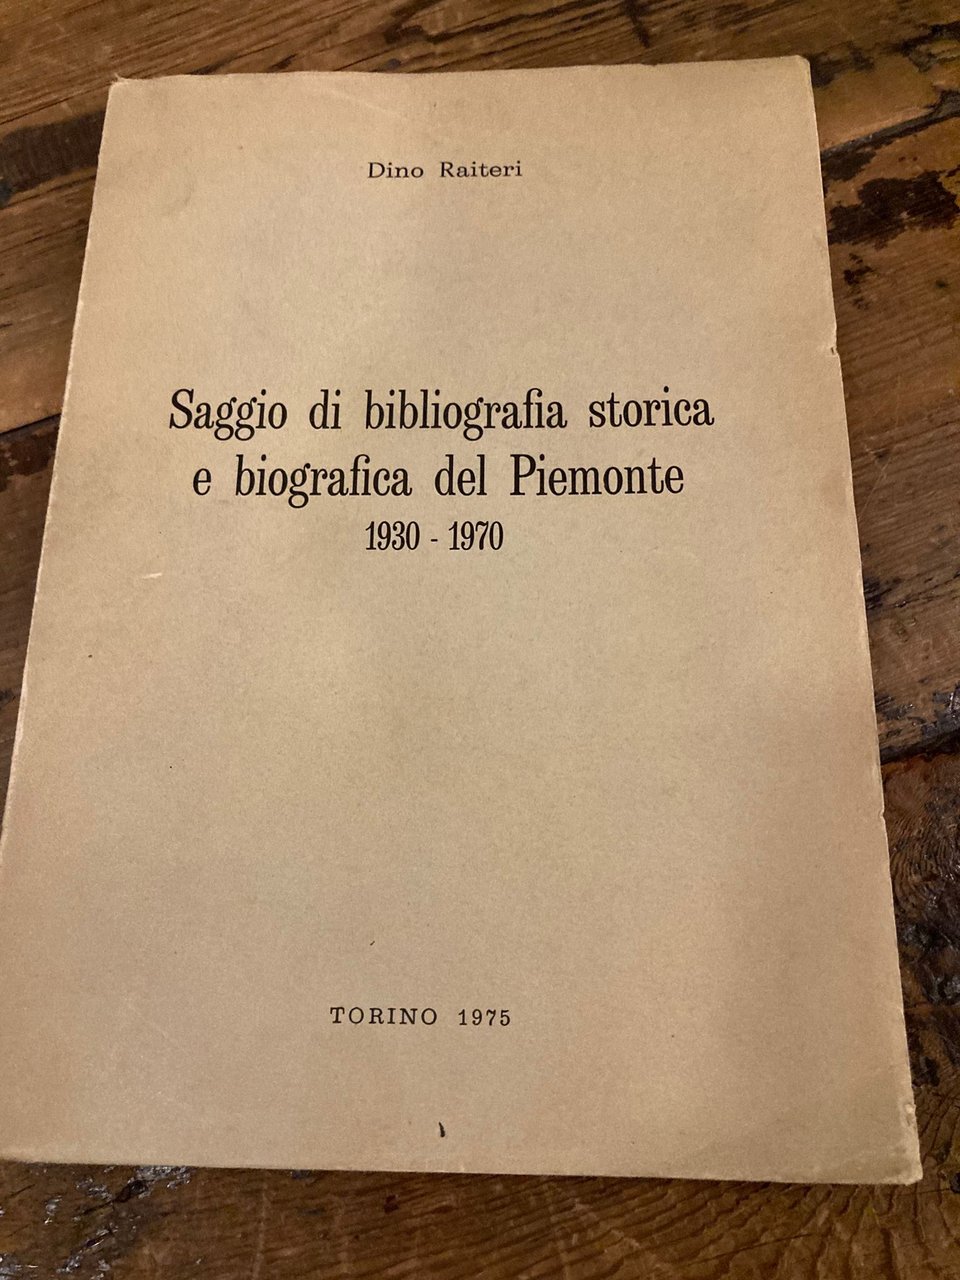 Dino Raiteri
Saggio di bibliografia storica
e biografica del Piemonte
1930 - 1970
TORINO 1975